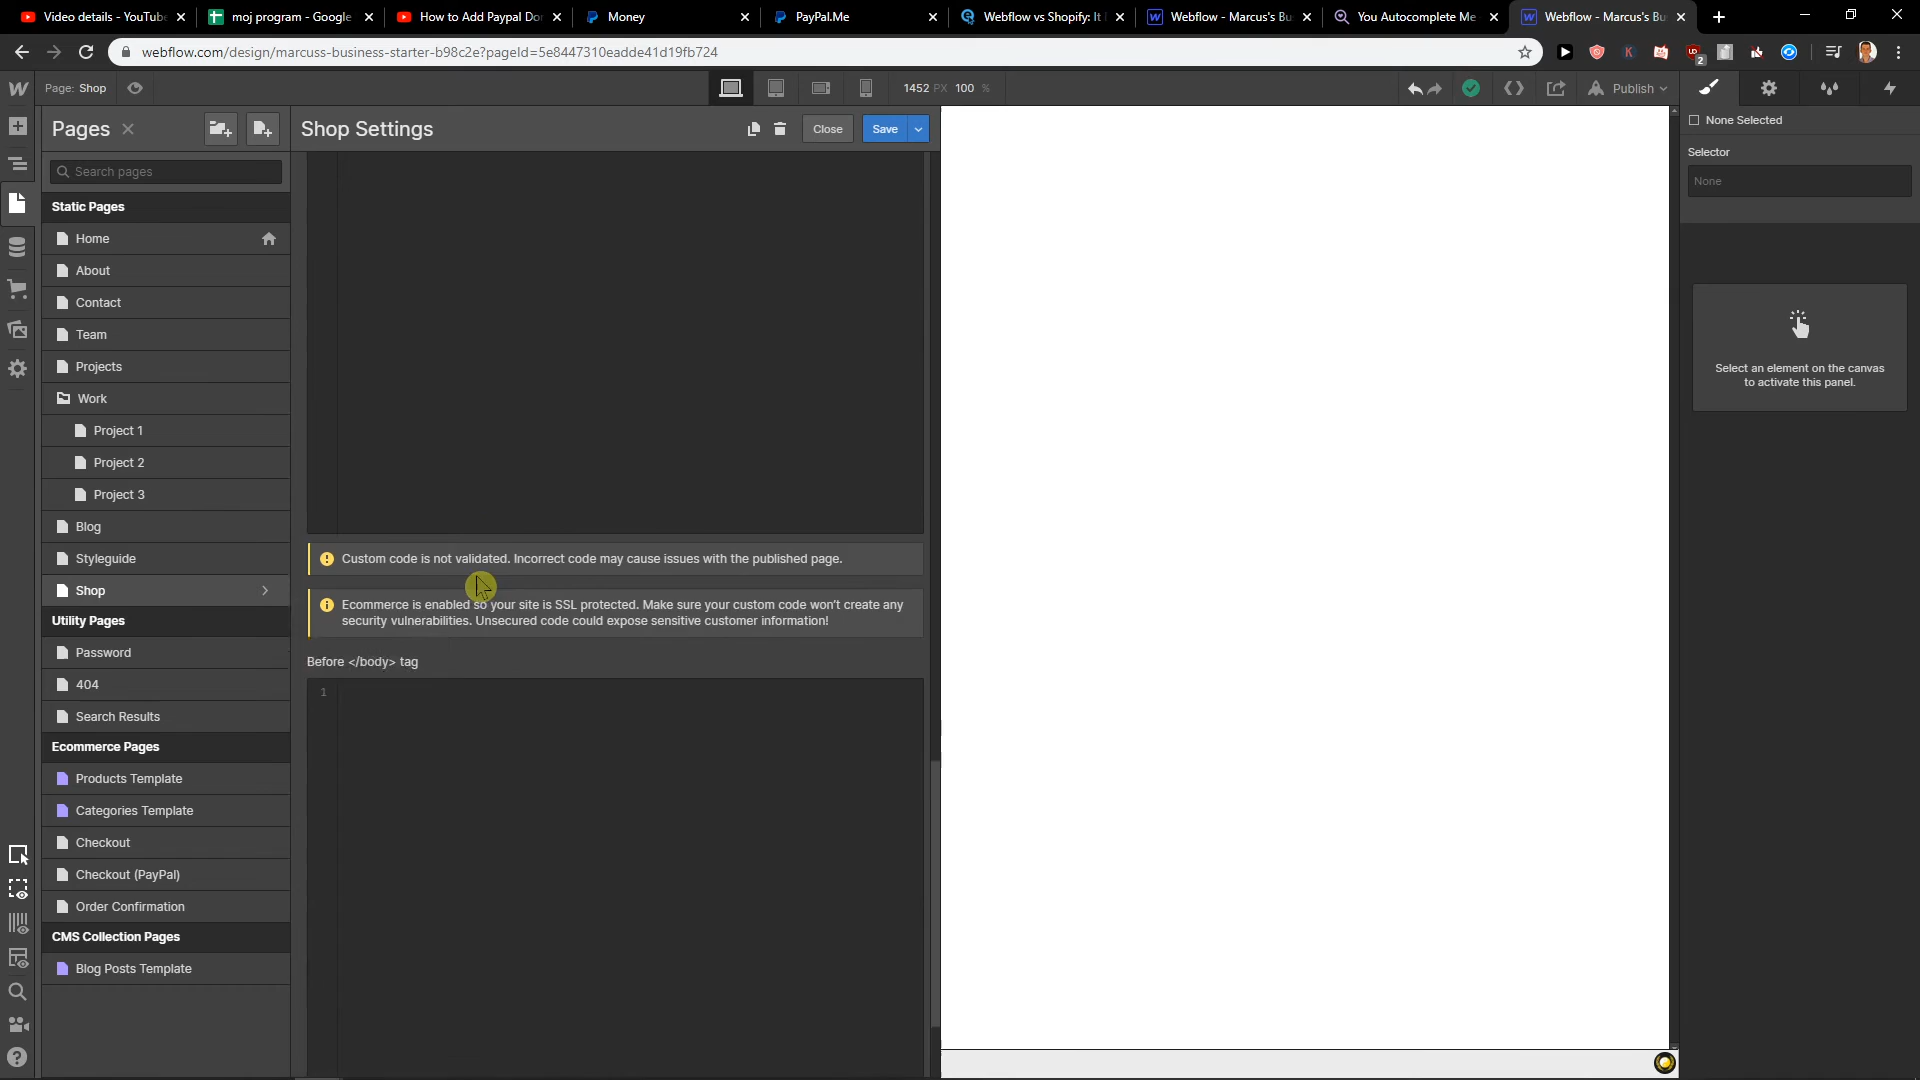 Video details - YouTube
moj program - Google
How to Add Paypal Do
Money
PayPal.Me
Webflow vs Shopify: It
Webflow - Marcus's Bu
You Autocomplete Me
Webflow - Marcus's Bu
webflow.com/design/marcuss-business-starter-b98c2e?pageId=5e8447310eadde41d19fb724
2
Page: Shop
1452 PX 100 %
Publish
Pages
Shop Settings
Close
Save
None Selected
Selector
None
Search pages
Static Pages
Home
About
Contact
Team
Projects
Work
Project 1
Project 2
Project 3
Blog
Styleguide
Shop
Utility Pages
Password
404
Search Results
Ecommerce Pages
Products Template
Categories Template
Checkout
Checkout (PayPal)
Order Confirmation
CMS Collection Pages
Blog Posts Template
Custom code is not validated. Incorrect code may cause issues with the published page.
Ecommerce is enabled so your site is SSL protected. Make sure your custom code won't create any
security vulnerabilities. Unsecured code could expose sensitive customer information!
Before </body> tag
1
Select an element on the canvas
to activate this panel.